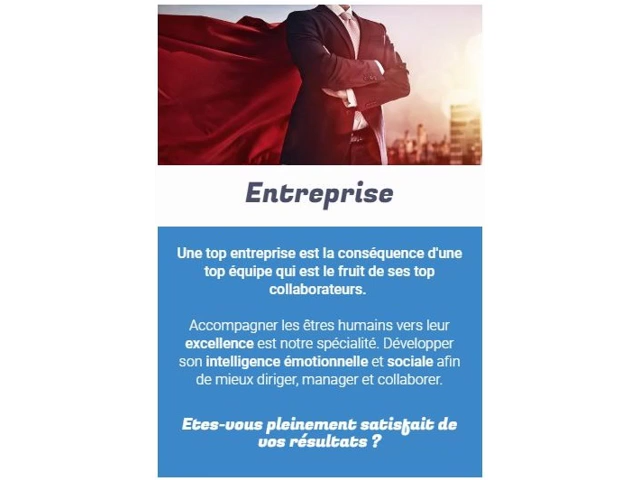 Entreprise
Une top entreprise est la conséquence d'une
top équipe qui est le fruit de ses top
collaborateurs.
Accompagner les êtres humains vers leur
excellence est notre spécialité. Développer
son intelligence émotionnelle et sociale afin
de mieux diriger, manager et collaborer.
Etes-vous pleinement satisfait de
vos résultats ?